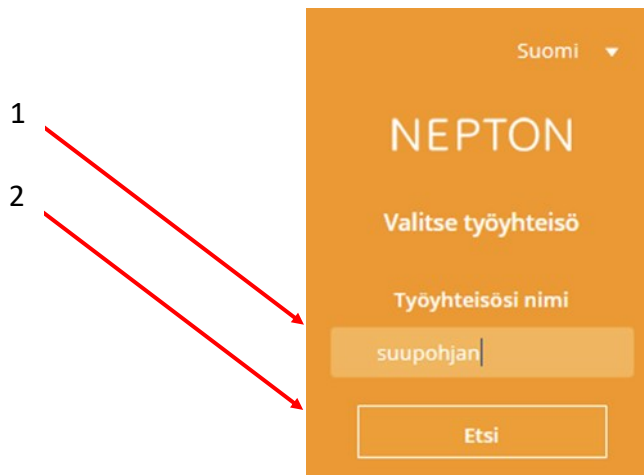 Suomi
1
NEPTON
2
Valitse työyhteisö
Työyhteisösi nimi
suupohjan
Etsi